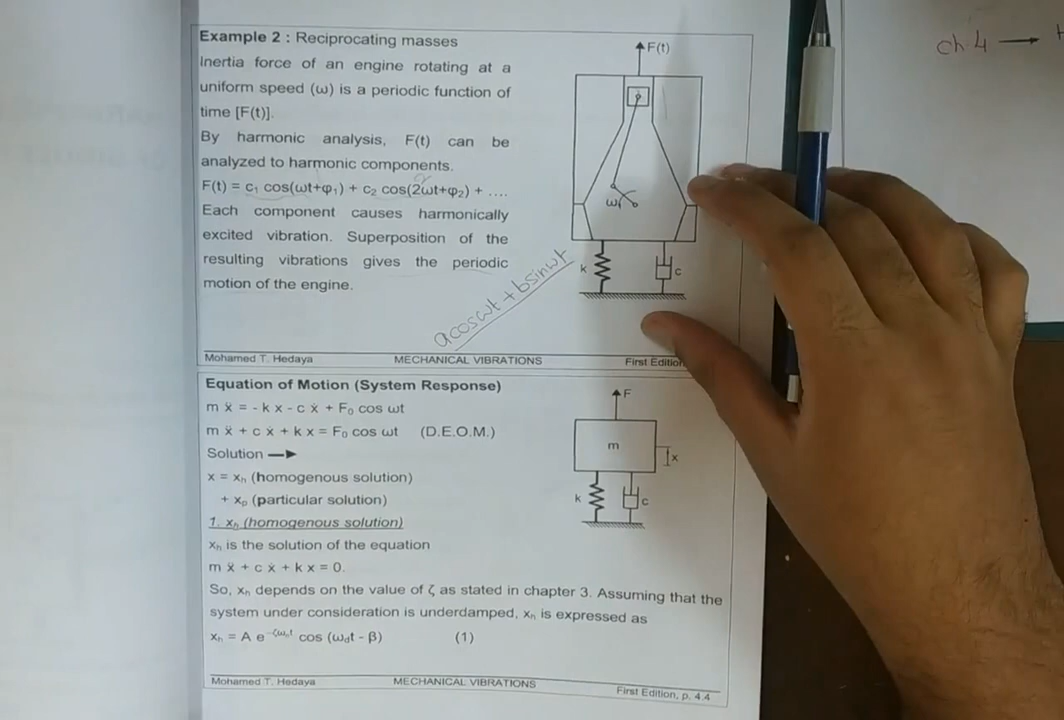 Example 2 : Reciprocating masses
Inertia force of an engine rotating at a
uniform speed (ω) is a periodic function of
time [F(t)].
By harmonic analysis, F(t) can be
analyzed to harmonic components.
F(t) = c₁ cos(ωt+φ₁) + c₂ cos(2ωt+φ₂) + ....
Each component causes harmonically
excited vibration. Superposition of the
resulting vibrations gives the periodic
motion of the engine.
F(t)
ω
k
c
acosωt + bsinωt
Mohamed T. Hedaya MECHANICAL VIBRATIONS First Edition
Equation of Motion (System Response)
m ẍ = - k x - c ẋ + F₀ cos ωt
m ẍ + c ẋ + k x = F₀ cos ωt (D.E.O.M.)
Solution →
x = xₕ (homogenous solution)
+ xₚ (particular solution)
1. xₕ (homogenous solution)
xₕ is the solution of the equation
m ẍ + c ẋ + k x = 0.
So, xₕ depends on the value of ζ as stated in chapter 3. Assuming that the
system under consideration is underdamped, xₕ is expressed as
xₕ = A e^(-ζωₙt) cos (ω_d t - β) (1)
F
m
x
k
c
Mohamed T. Hedaya MECHANICAL VIBRATIONS First Edition, p. 4.4
ch 4 →